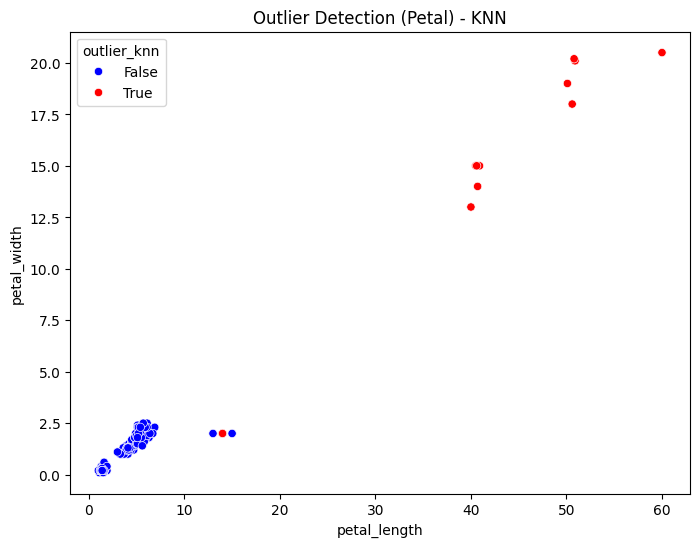 Outlier Detection (Petal) - KNN
outlier_knn
False
True
20.0
17.5
15.0
12.5
10.0
7.5
5.0
2.5
0.0
petal_width
0 10 20 30 40 50 60
petal_length